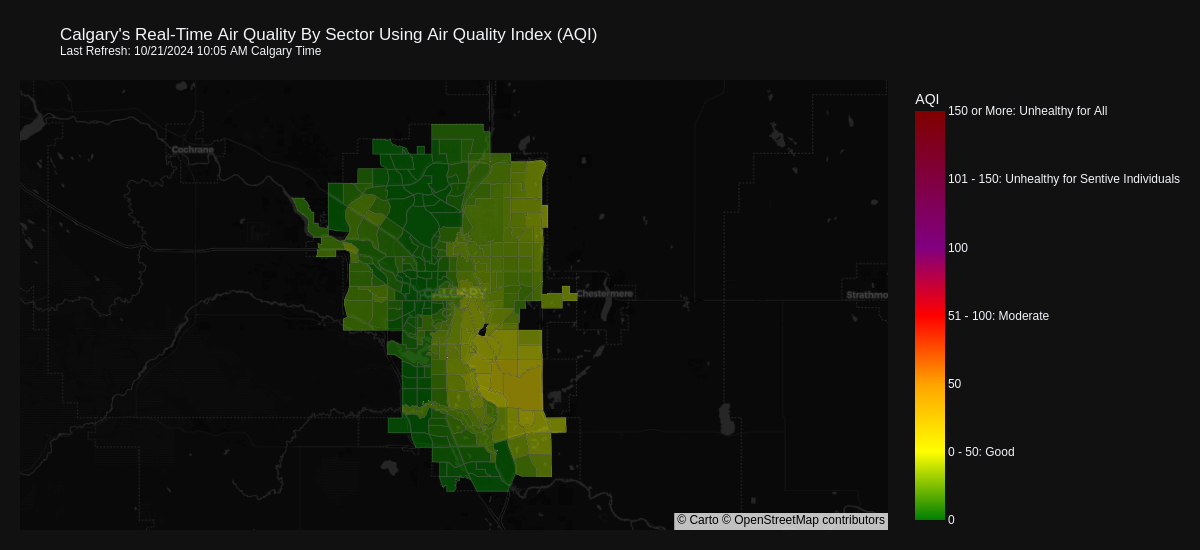 Calgary's Real-Time Air Quality By Sector Using Air Quality Index (AQI)
Last Refresh: 10/21/2024 10:05 AM Calgary Time
AQI
150 or More: Unhealthy for All
Cochrane
101 - 150: Unhealthy for Sentive Individuals
100
CALGARY
Chestermere
Strathmo
51 - 100: Moderate
50
0 - 50: Good
0
© Carto © OpenStreetMap contributors